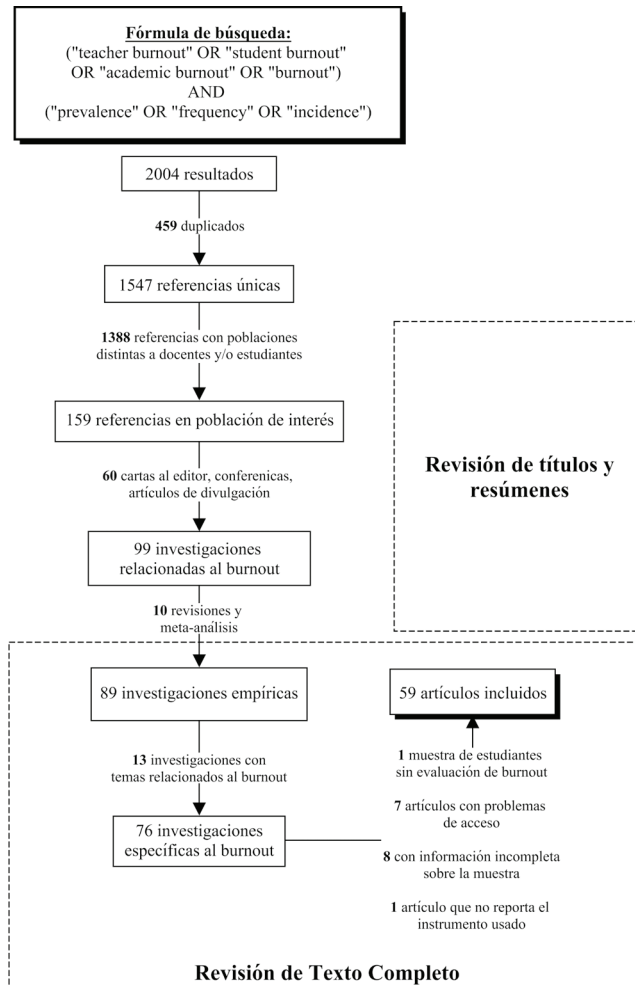 Fórmula de búsqueda:
("teacher burnout" OR "student burnout"
OR "academic burnout" OR "burnout")
AND
("prevalence" OR "frequency" OR "incidence")
2004 resultados
459 duplicados
1547 referencias únicas
1388 referencias con poblaciones
distintas a docentes y/o estudiantes
159 referencias en población de interés
60 cartas al editor, conferenicas,
artículos de divulgación
99 investigaciones
relacionadas al burnout
10 revisiones y
meta-análisis
Revisión de títulos y
resúmenes
89 investigaciones empíricas
13 investigaciones con
temas relacionados al burnout
76 investigaciones
específicas al burnout
59 artículos incluidos
1 muestra de estudiantes
sin evaluación de burnout
7 artículos con problemas
de acceso
8 con información incompleta
sobre la muestra
1 artículo que no reporta el
instrumento usado
Revisión de Texto Completo